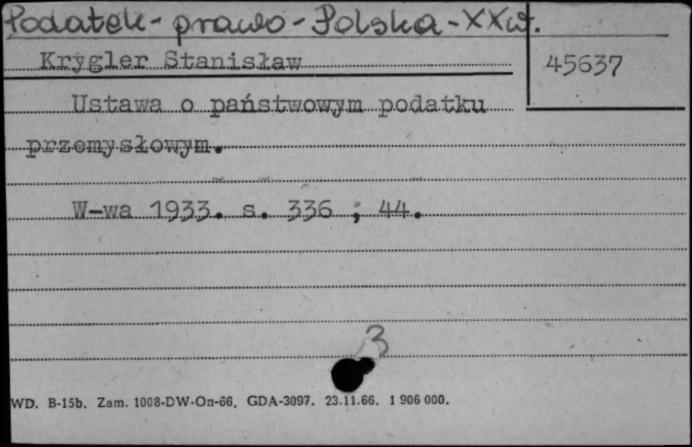 Podatek - prawo - Polska - XXw.
Krygler Stanisław
45637
Ustawa o państwowym podatku
przemysłowym.
W-wa 1933. s. 336 ; 44.
3
WD. B-15b. Zam. 1008-DW-On-66. GDA-3097. 23.11.66. 1 906 000.